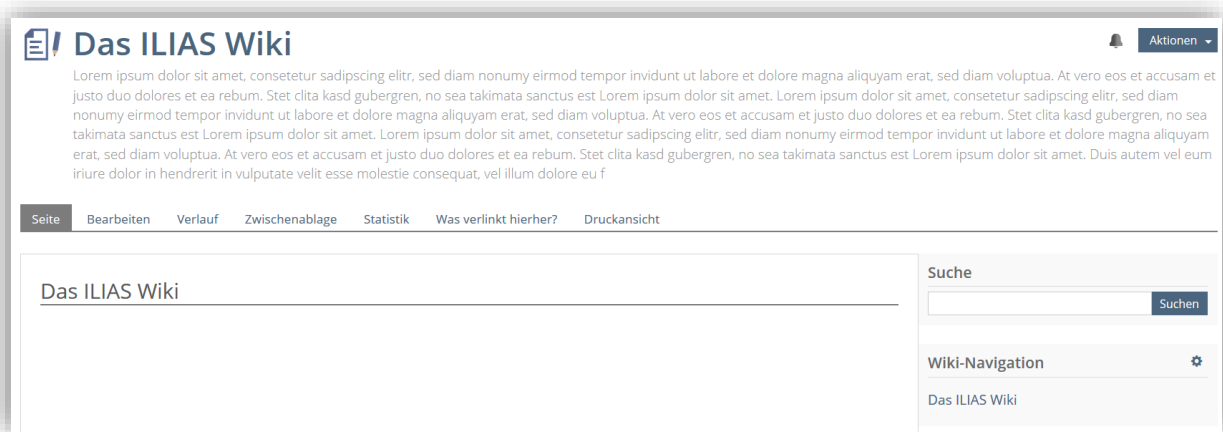 Das ILIAS Wiki
Aktionen
Lorem ipsum dolor sit amet, consetetur sadipscing elitr, sed diam nonumy eirmod tempor invidunt ut labore et dolore magna aliquyam erat, sed diam voluptua. At vero eos et accusam et
justo duo dolores et ea rebum. Stet clita kasd gubergren, no sea takimata sanctus est Lorem ipsum dolor sit amet. Lorem ipsum dolor sit amet, consetetur sadipscing elitr, sed diam
nonumy eirmod tempor invidunt ut labore et dolore magna aliquyam erat, sed diam voluptua. At vero eos et accusam et justo duo dolores et ea rebum. Stet clita kasd gubergren, no sea
takimata sanctus est Lorem ipsum dolor sit amet. Lorem ipsum dolor sit amet, consetetur sadipscing elitr, sed diam nonumy eirmod tempor invidunt ut labore et dolore magna aliquyam
erat, sed diam voluptua. At vero eos et accusam et justo duo dolores et ea rebum. Stet clita kasd gubergren, no sea takimata sanctus est Lorem ipsum dolor sit amet. Duis autem vel eum
iriure dolor in hendrerit in vulputate velit esse molestie consequat, vel illum dolore eu f
Seite Bearbeiten Verlauf Zwischenablage Statistik Was verlinkt hierher? Druckansicht
Das ILIAS Wiki
Suche
Suchen
Wiki-Navigation
Das ILIAS Wiki